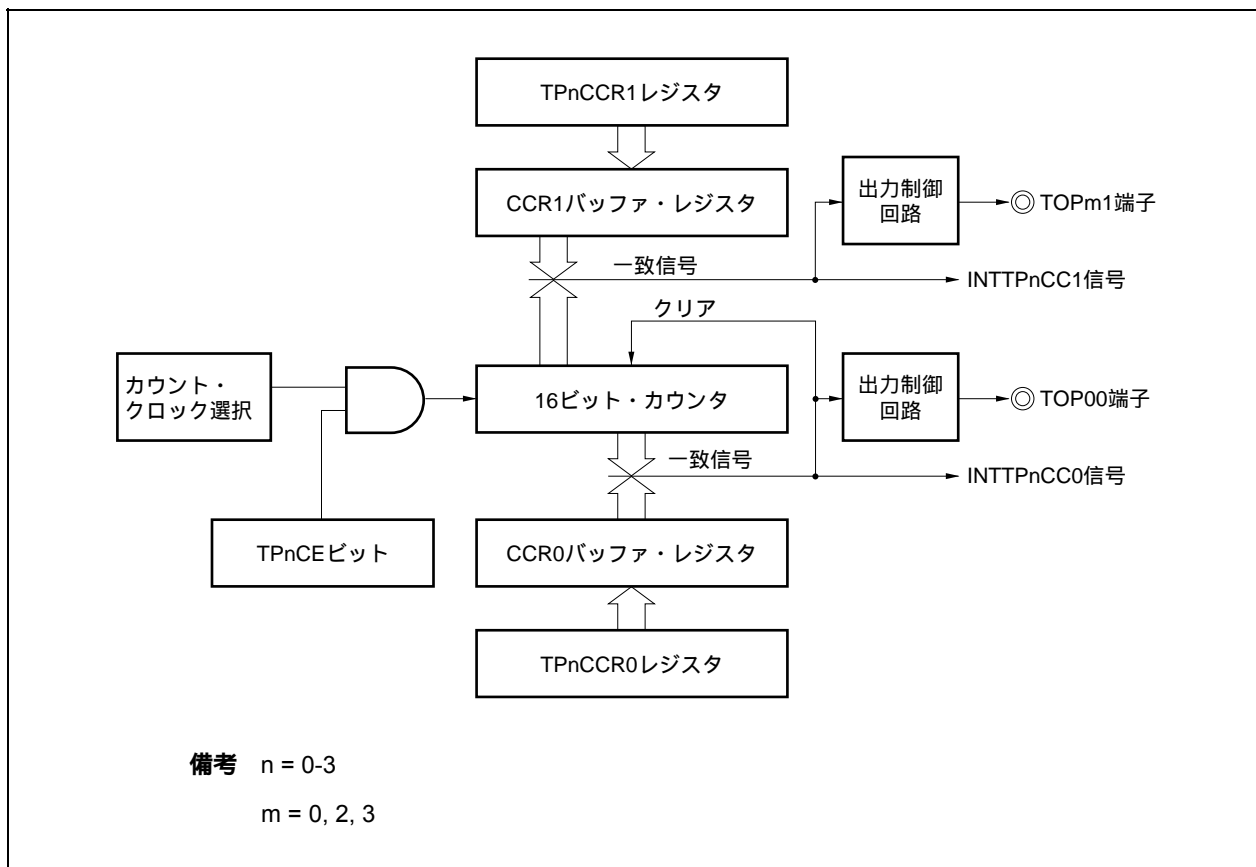 TPnCCR1レジスタ
CCR1バッファ・レジスタ
出力制御
回路
TOPm1端子
一致信号
INTTPnCC1信号
クリア
カウント・
クロック選択
16ビット・カウンタ
出力制御
回路
TOP00端子
一致信号
INTTPnCC0信号
TPnCEビット
CCR0バッファ・レジスタ
TPnCCR0レジスタ
備考 n = 0-3
m = 0, 2, 3